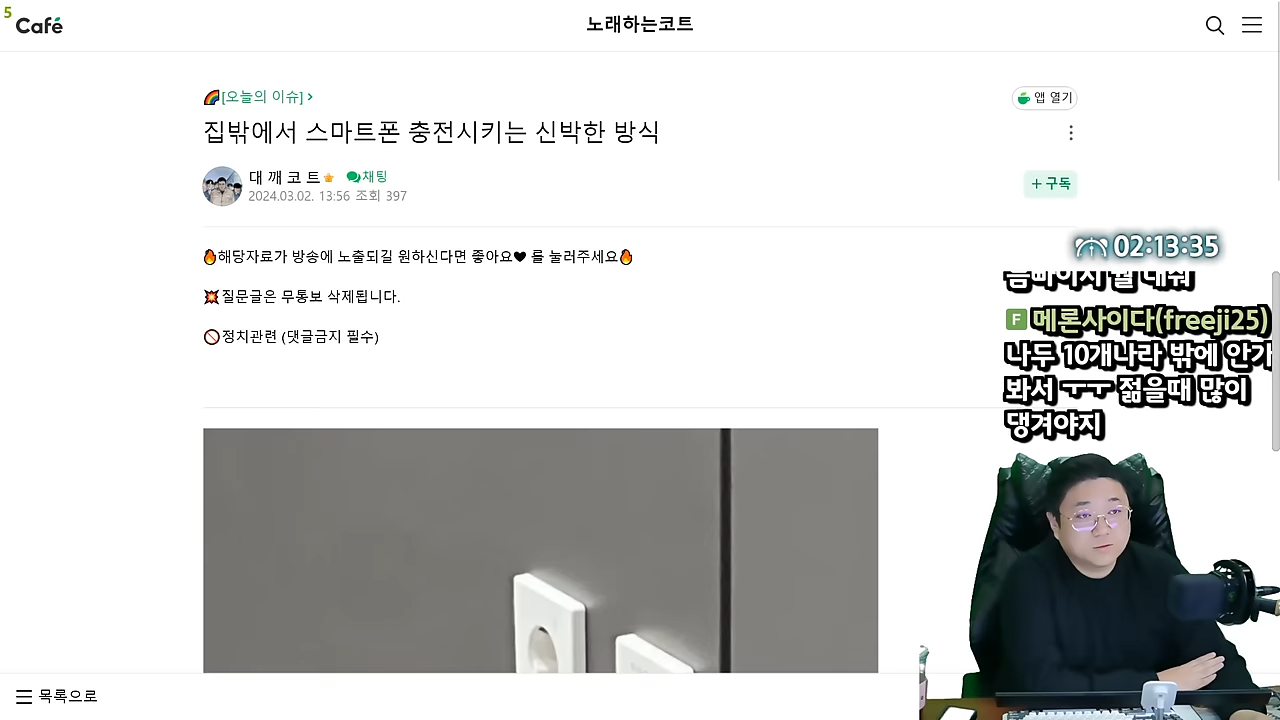 5
Café
노래하는코트
🌈[오늘의 이슈] >
앱 열기
집밖에서 스마트폰 충전시키는 신박한 방식
대 깨 코 트
채팅
2024.03.02. 13:56 조회 397
+ 구독
🔥해당자료가 방송에 노출되길 원하신다면 좋아요♥ 를 눌러주세요🔥
💥질문글은 무통보 삭제됩니다.
🚫정치관련 (댓글금지 필수)
02:13:35
F 메론사이다(freeji25)
나두 10개나라 밖에 안가
봐서 ㅜㅜ 젊을때 많이
댕겨야지
목록으로